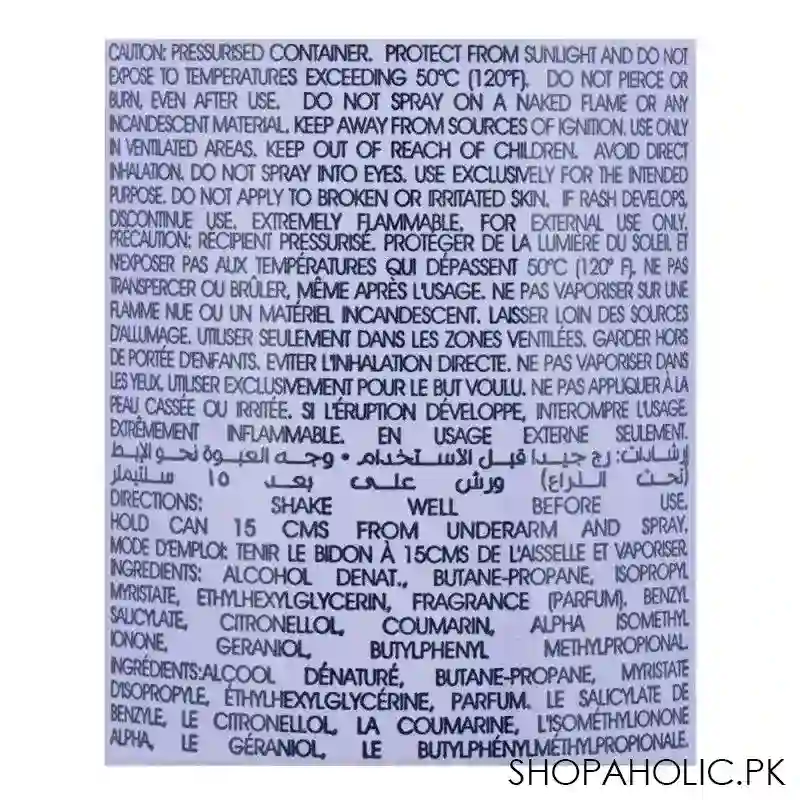 CAUTION: PRESSURISED CONTAINER. PROTECT FROM SUNLIGHT AND DO NOT
EXPOSE TO TEMPERATURES EXCEEDING 50°C (120°F). DO NOT PIERCE OR
BURN, EVEN AFTER USE. DO NOT SPRAY ON A NAKED FLAME OR ANY
INCANDESCENT MATERIAL. KEEP AWAY FROM SOURCES OF IGNITION. USE ONLY
IN VENTILATED AREAS. KEEP OUT OF REACH OF CHILDREN. AVOID DIRECT
INHALATION. DO NOT SPRAY INTO EYES. USE EXCLUSIVELY FOR THE INTENDED
PURPOSE. DO NOT APPLY TO BROKEN OR IRRITATED SKIN. IF RASH DEVELOPS,
DISCONTINUE USE. EXTREMELY FLAMMABLE. FOR EXTERNAL USE ONLY.
PRÉCAUTION: RÉCIPIENT PRESSURISÉ. PROTÉGER DE LA LUMIÈRE DU SOLEIL ET
N'EXPOSER PAS AUX TEMPÉRATURES QUI DÉPASSENT 50°C (120° F). NE PAS
TRANSPERCER OU BRÛLER, MÊME APRÈS L'USAGE. NE PAS VAPORISER SUR UNE
FLAMME NUE OU UN MATÉRIEL INCANDESCENT. LAISSER LOIN DES SOURCES
D'ALLUMAGE. UTILISER SEULEMENT DANS LES ZONES VENTILÉES. GARDER HORS
DE PORTÉE D'ENFANTS. EVITER L'INHALATION DIRECTE. NE PAS VAPORISER DANS
LES YEUX. UTILISER EXCLUSIVEMENT POUR LE BUT VOULU. NE PAS APPLIQUER À LA
PEAU CASSÉE OU IRRITÉE. SI L'ÉRUPTION DÉVELOPPE, INTEROMPRE L'USAGE.
EXTRÊMEMENT INFLAMMABLE. EN USAGE EXTERNE SEULEMENT.
إرشادات: رج جيدا قبل الاستخدام • وجه العبوة نحو الإبط
(تحت الذراع) ورش على بعد ١٥ سنتيمتر
DIRECTIONS: SHAKE WELL BEFORE USE.
HOLD CAN 15 CMS FROM UNDERARM AND SPRAY.
MODE D'EMPLOI: TENIR LE BIDON À 15CMS DE L'AISSELLE ET VAPORISER.
INGREDIENTS: ALCOHOL DENAT., BUTANE-PROPANE, ISOPROPYL
MYRISTATE, ETHYLHEXYLGLYCERIN, FRAGRANCE (PARFUM). BENZYL
SALICYLATE, CITRONELLOL, COUMARIN, ALPHA ISOMETHYL
IONONE, GERANIOL, BUTYLPHENYL METHYLPROPIONAL.
INGRÉDIENTS:ALCOOL DÉNATURÉ, BUTANE-PROPANE, MYRISTATE
D'ISOPROPYLE, ÉTHYLHEXYLGLYCÉRINE, PARFUM. LE SALICYLATE DE
BENZYLE, LE CITRONELLOL, LA COUMARINE, L'ISOMÉTHYLIONONE
ALPHA, LE GÉRANIOL, LE BUTYLPHÉNYLMÉTHYLPROPIONALE.
SHOPAHOLIC.PK